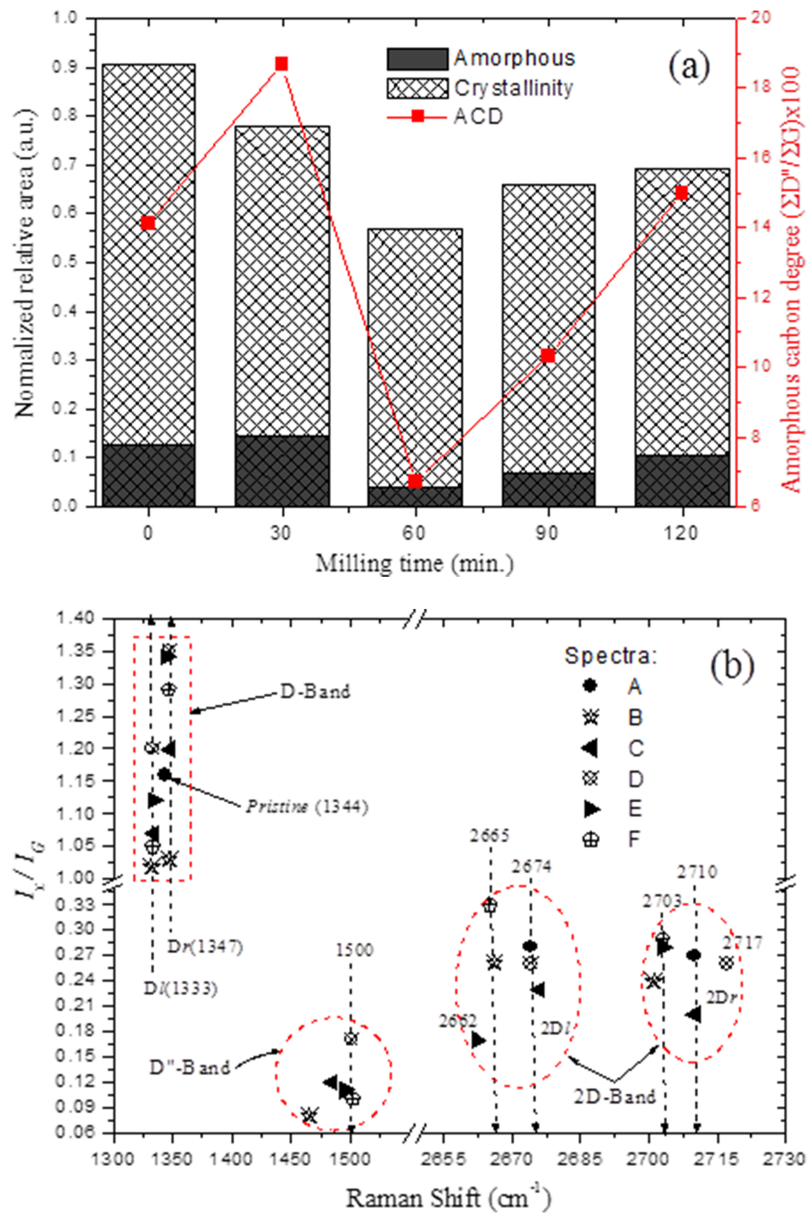 (a)
Amorphous
Crystallinity
ACD
Normalized relative area (a.u.)
1.0
0.9
0.8
0.7
0.6
0.5
0.4
0.3
0.2
0.1
0.0
Amorphous carbon degree (ΣD"/ΣG)x100
20
18
16
14
12
10
8
6
0 30 60 90 120
Milling time (min.)
(b)
Spectra:
A
B
C
D
E
F
D-Band
Pristine (1344)
Dr(1347)
Dl(1333)
1500
D"-Band
2665
2674
2662
2Dl
2703
2710
2717
2Dr
2D-Band
Ix / IG
1.40
1.35
1.30
1.25
1.20
1.15
1.10
1.05
1.00
0.33
0.30
0.27
0.24
0.21
0.18
0.15
0.12
0.09
0.06
1300 1350 1400 1450 1500 2655 2670 2685 2700 2715 2730
Raman Shift (cm-1)